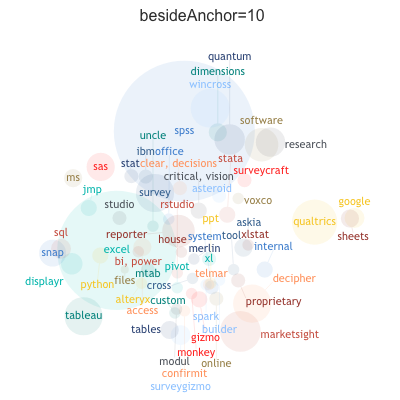 besideAnchor=10
quantum
dimensions
wincross
software
uncle
spss
research
ibmoffice
stat
clear, decisions
stata
sas
critical, vision
surveycraft
ms
jmp
survey
asteroid
studio
rstudio
voxco
google
ppt
askia
qualtrics
sql
reporter
house
system
tool
xlstat
sheets
snap
excel
merlin
internal
bi, power
xl
pivot
displayr
mtab
telmar
python
files
cross
decipher
alteryx
custom
proprietary
access
tableau
spark
tables
builder
marketsight
gizmo
monkey
modul
online
confirmit
surveygizmo